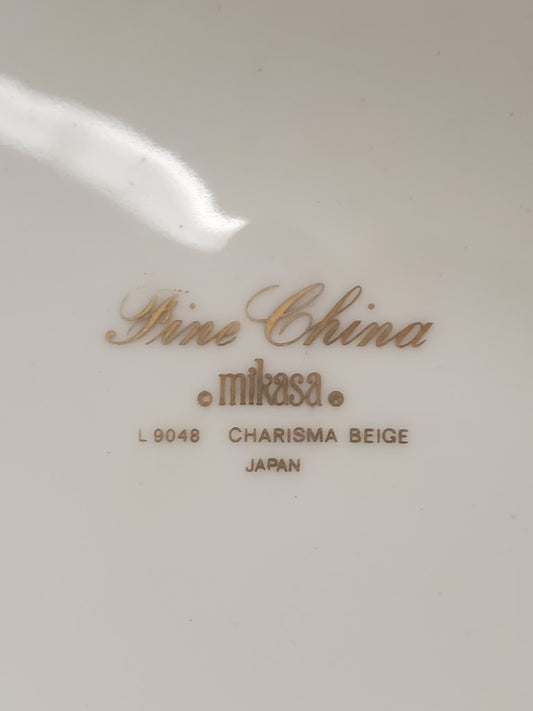 Fine China
mikasa
L 9048 CHARISMA BEIGE
JAPAN